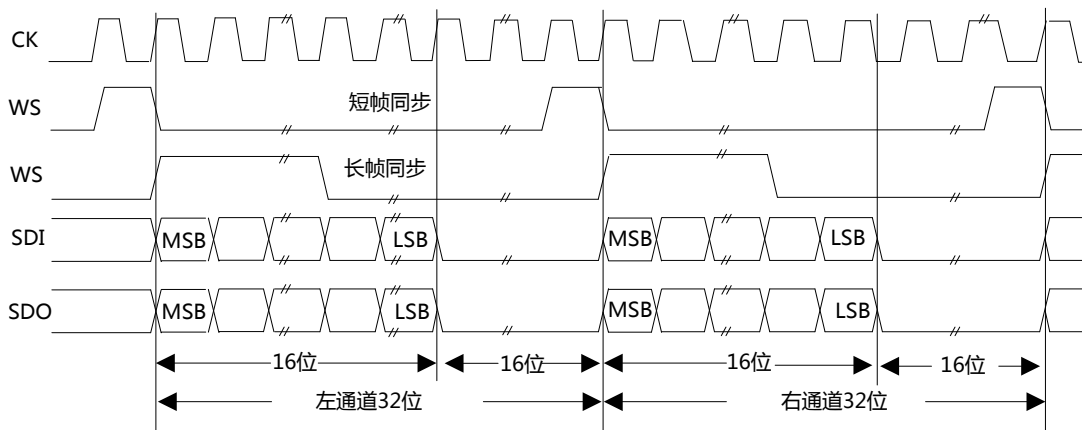 CK
WS
短帧同步
WS
长帧同步
SDI
MSB
LSB
MSB
LSB
SDO
MSB
LSB
MSB
LSB
16位
16位
16位
16位
左通道32位
右通道32位